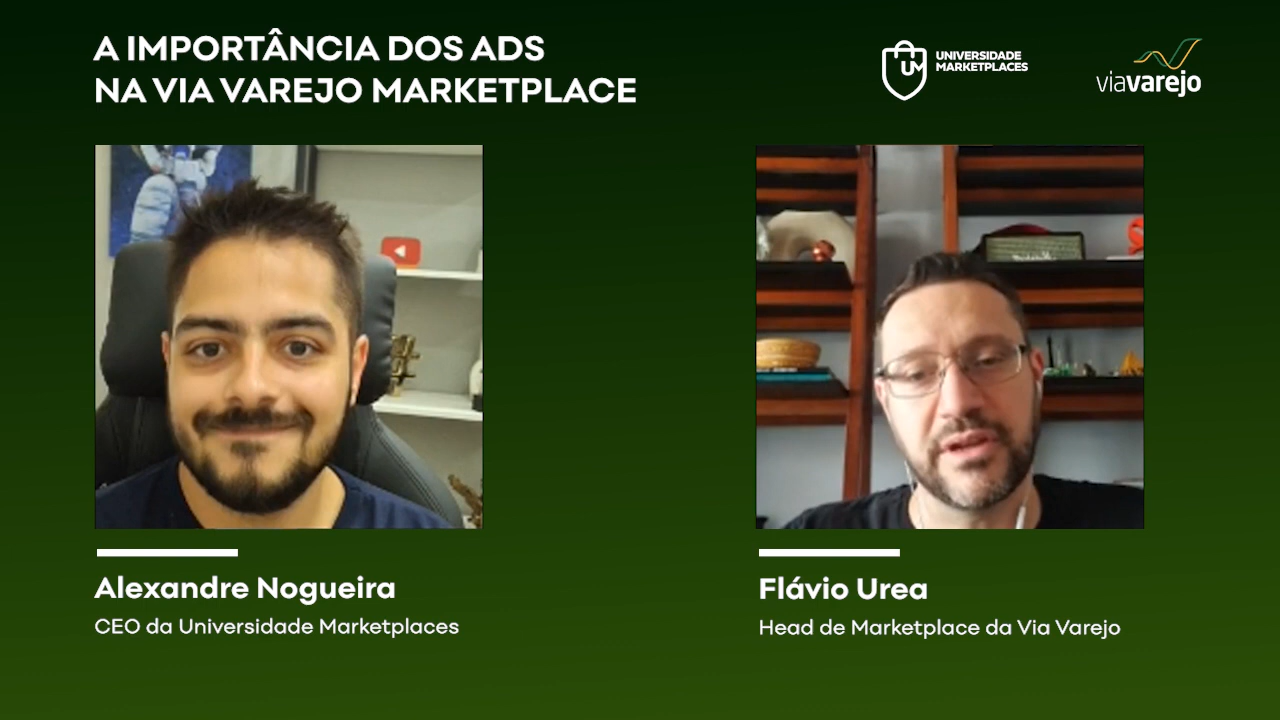 A IMPORTÂNCIA DOS ADS
NA VIA VAREJO MARKETPLACE
UM
UNIVERSIDADE
MARKETPLACES
viavarejo
Alexandre Nogueira
CEO da Universidade Marketplaces
Flávio Urea
Head de Marketplace da Via Varejo